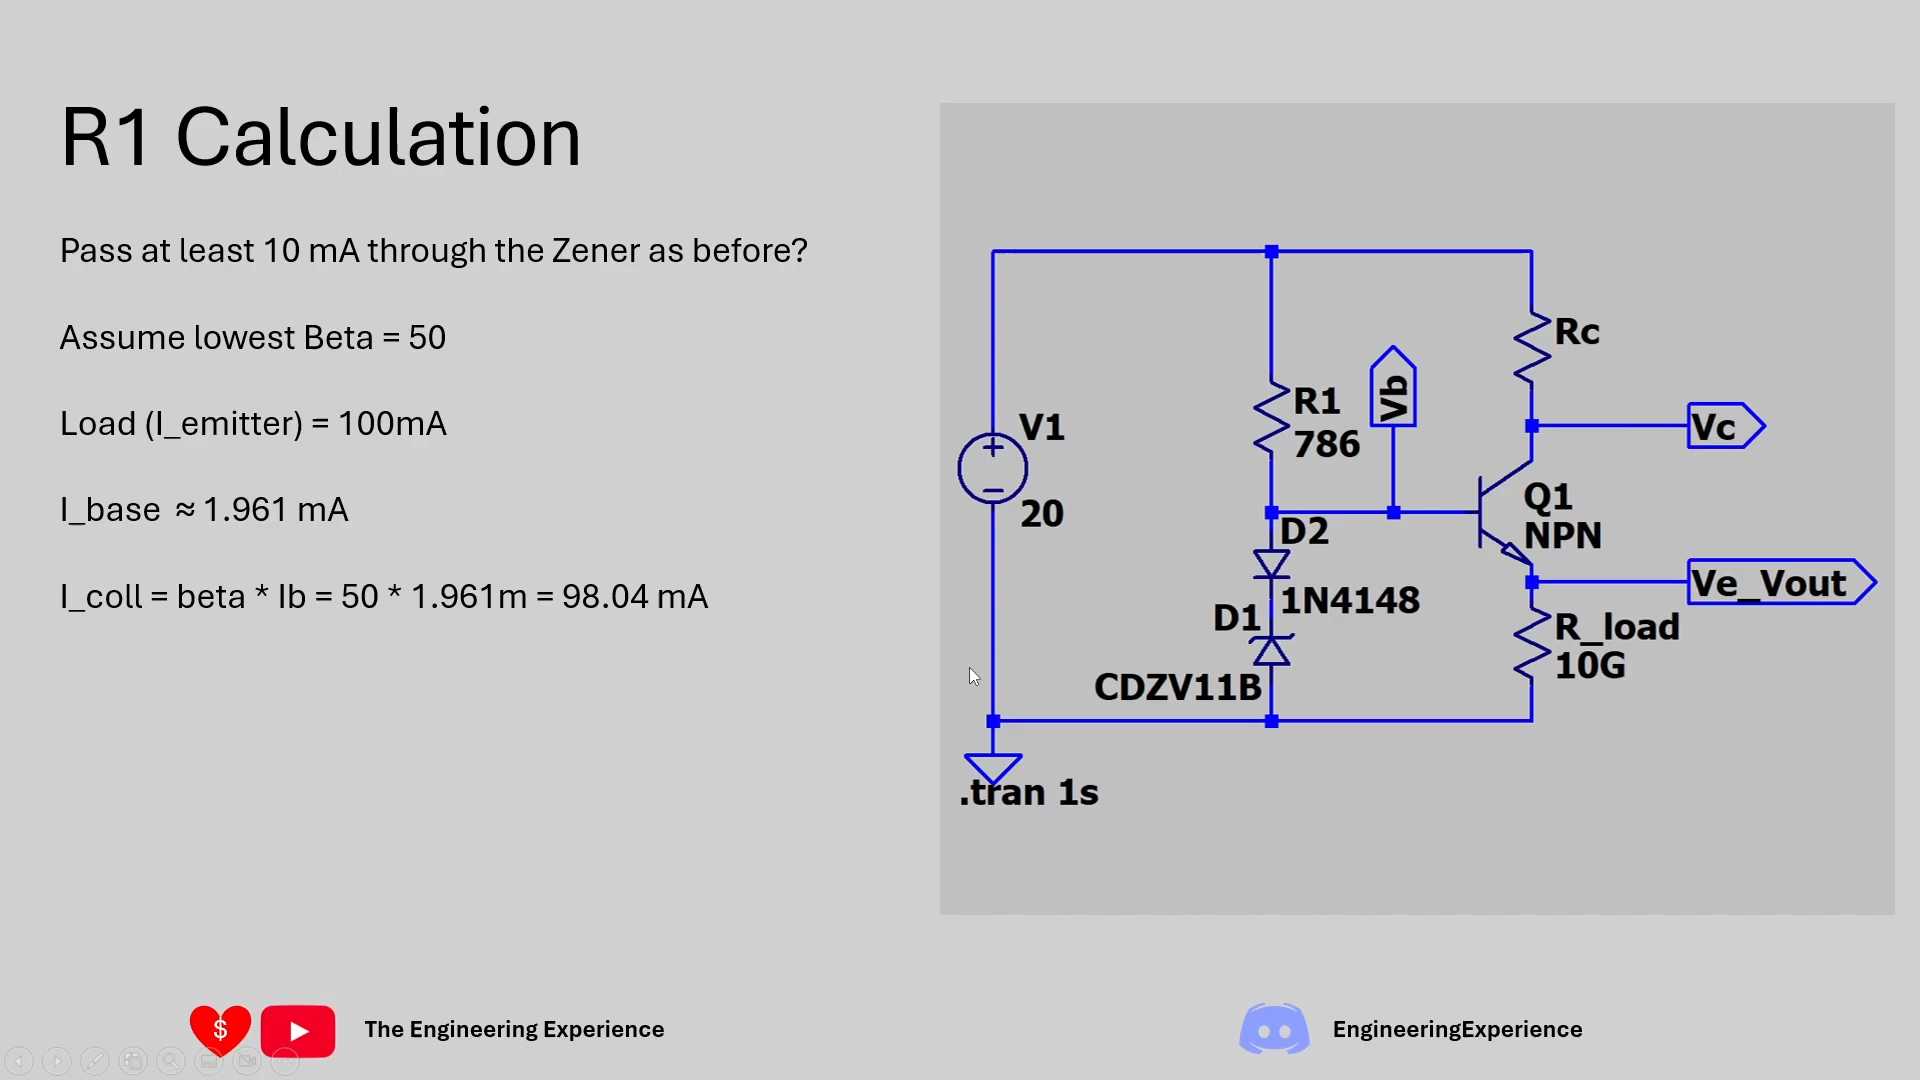 R1 Calculation
Pass at least 10 mA through the Zener as before?
Assume lowest Beta = 50
Load (I_emitter) = 100mA
I_base ≈ 1.961 mA
I_coll = beta * Ib = 50 * 1.961m = 98.04 mA
Rc
R1
786
Vb
Vc
V1
20
Q1
NPN
D2
1N4148
Ve_Vout
D1
CDZV11B
R_load
10G
.tran 1s
$
The Engineering Experience
EngineeringExperience